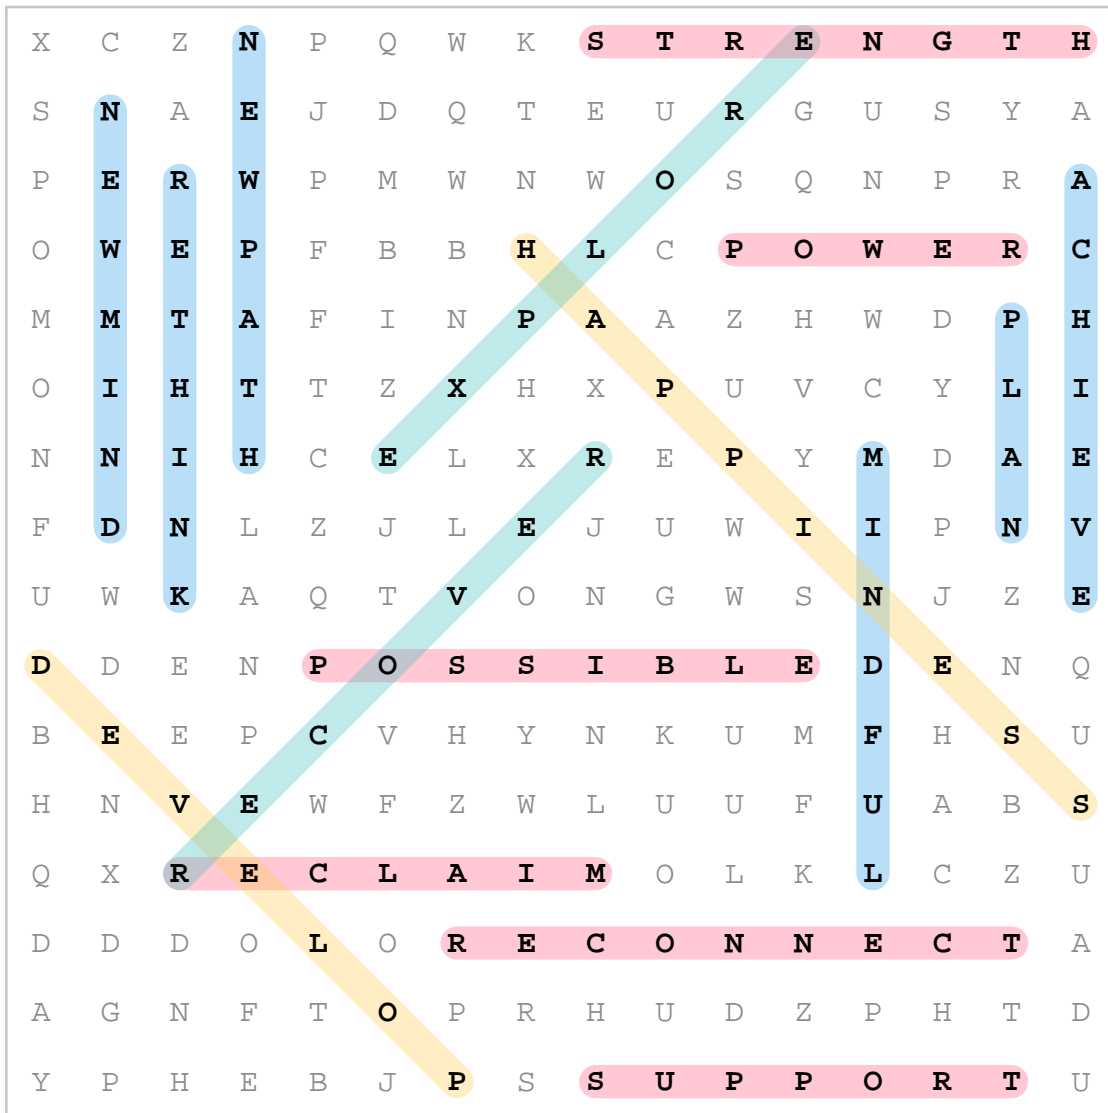 X C Z N P Q W K S T R E N G T H
S N A E J D Q T E U R G U S Y A
P E R W P M W N W O S Q N P R A
O W E P F B B H L C P O W E R C
M M T A F I N P A A Z H W D P H
O I H T T Z X H X P U V C Y L I
N N I H C E L X R E P Y M D A E
F D N L Z J L E J U W I I P N V
U W K A Q T V O N G W S N J Z E
D D E N P O S S I B L E D E N Q
B E E P C V H Y N K U M F H S U
H N V E W F Z W L U U F U A B S
Q X R E C L A I M O L K L C Z U
D D D O L O R E C O N N E C T A
A G N F T O P R H U D Z P H T D
Y P H E B J P S S U P P O R T U